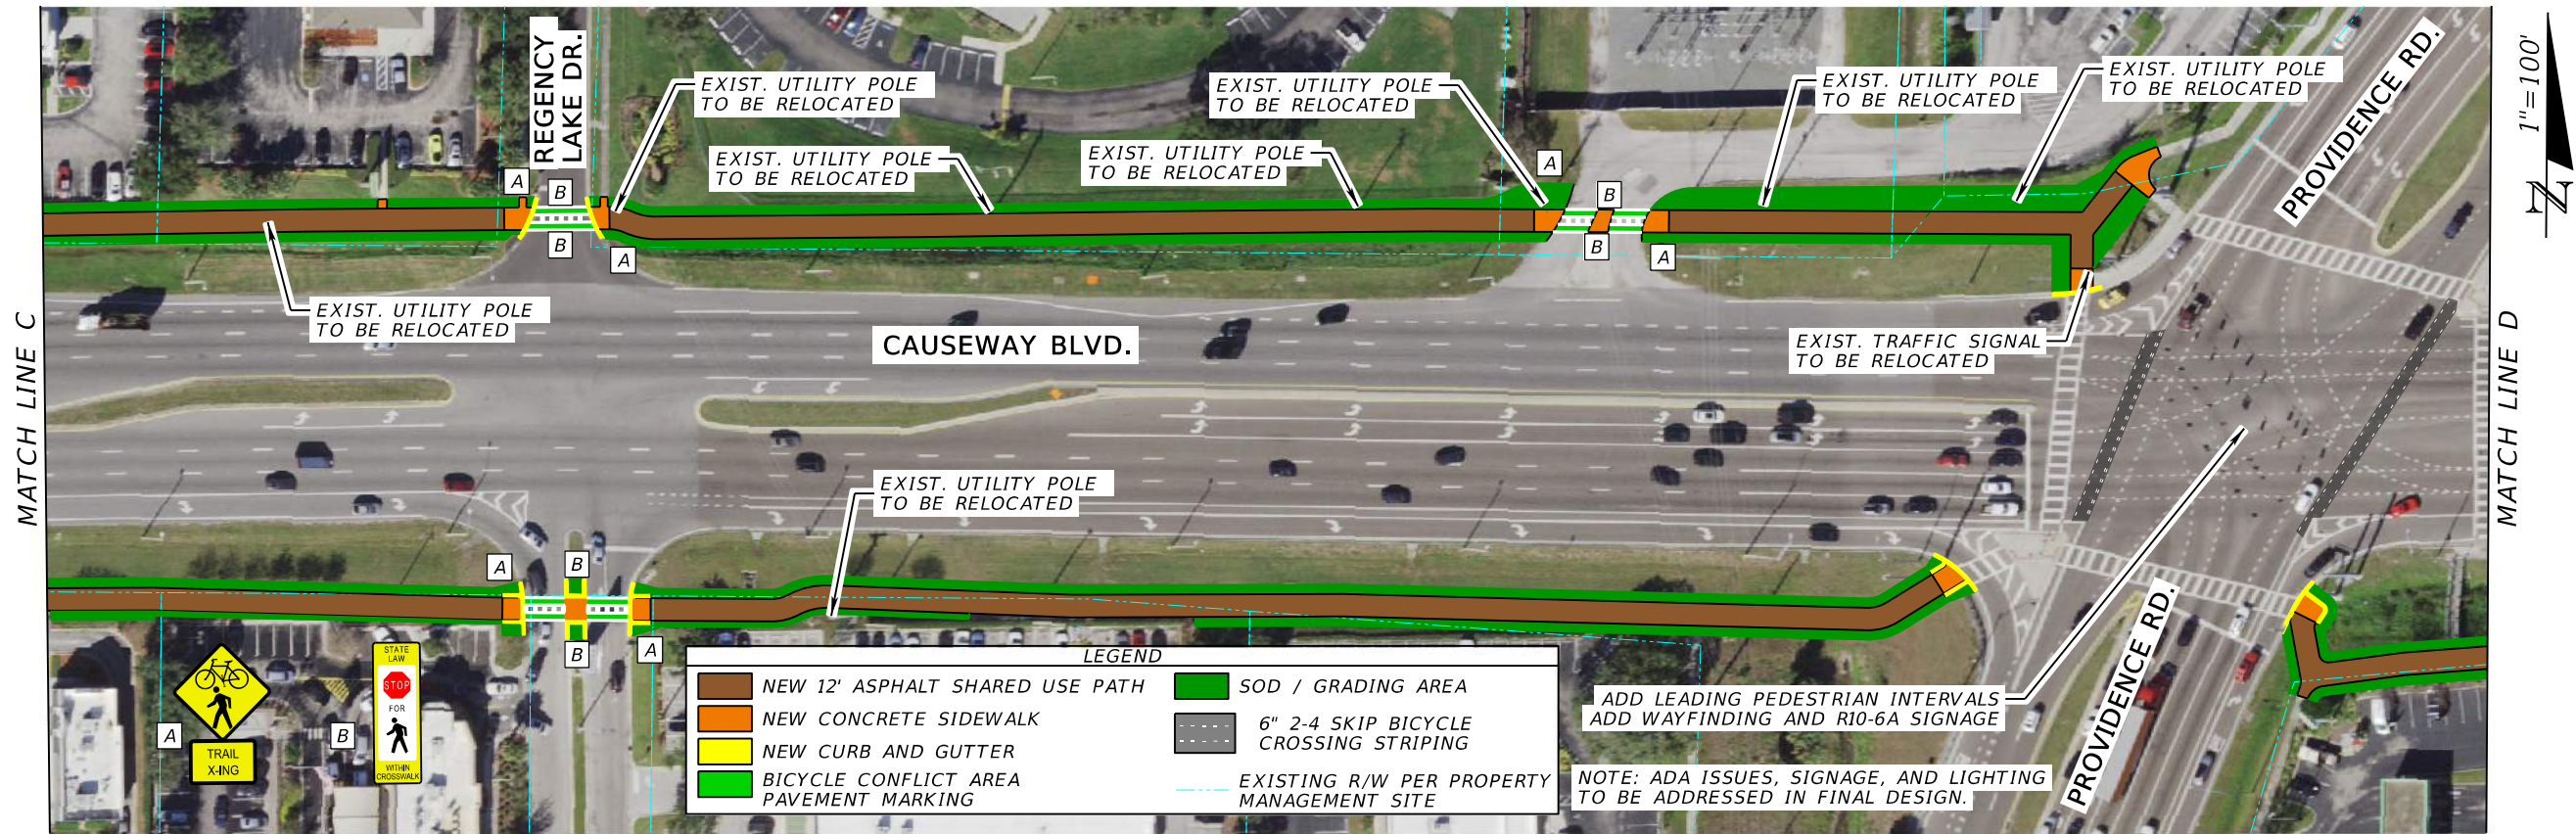 REGENCY
LAKE DR.
EXIST. UTILITY POLE
TO BE RELOCATED
EXIST. UTILITY POLE
TO BE RELOCATED
EXIST. UTILITY POLE
TO BE RELOCATED
EXIST. UTILITY POLE
TO BE RELOCATED
EXIST. UTILITY POLE
TO BE RELOCATED
EXIST. UTILITY POLE
TO BE RELOCATED
PROVIDENCE RD.
1"=100'
N
A
B
B
A
A
B
B
A
EXIST. UTILITY POLE
TO BE RELOCATED
CAUSEWAY BLVD.
EXIST. TRAFFIC SIGNAL
TO BE RELOCATED
MATCH LINE C
MATCH LINE D
EXIST. UTILITY POLE
TO BE RELOCATED
A
B
B
A
PROVIDENCE RD.
A
TRAIL
X-ING
B
STATE
LAW
STOP
FOR
WITHIN
CROSSWALK
LEGEND
NEW 12' ASPHALT SHARED USE PATH
NEW CONCRETE SIDEWALK
NEW CURB AND GUTTER
BICYCLE CONFLICT AREA
PAVEMENT MARKING
SOD / GRADING AREA
6" 2-4 SKIP BICYCLE
CROSSING STRIPING
EXISTING R/W PER PROPERTY
MANAGEMENT SITE
ADD LEADING PEDESTRIAN INTERVALS
ADD WAYFINDING AND R10-6A SIGNAGE
NOTE: ADA ISSUES, SIGNAGE, AND LIGHTING
TO BE ADDRESSED IN FINAL DESIGN.